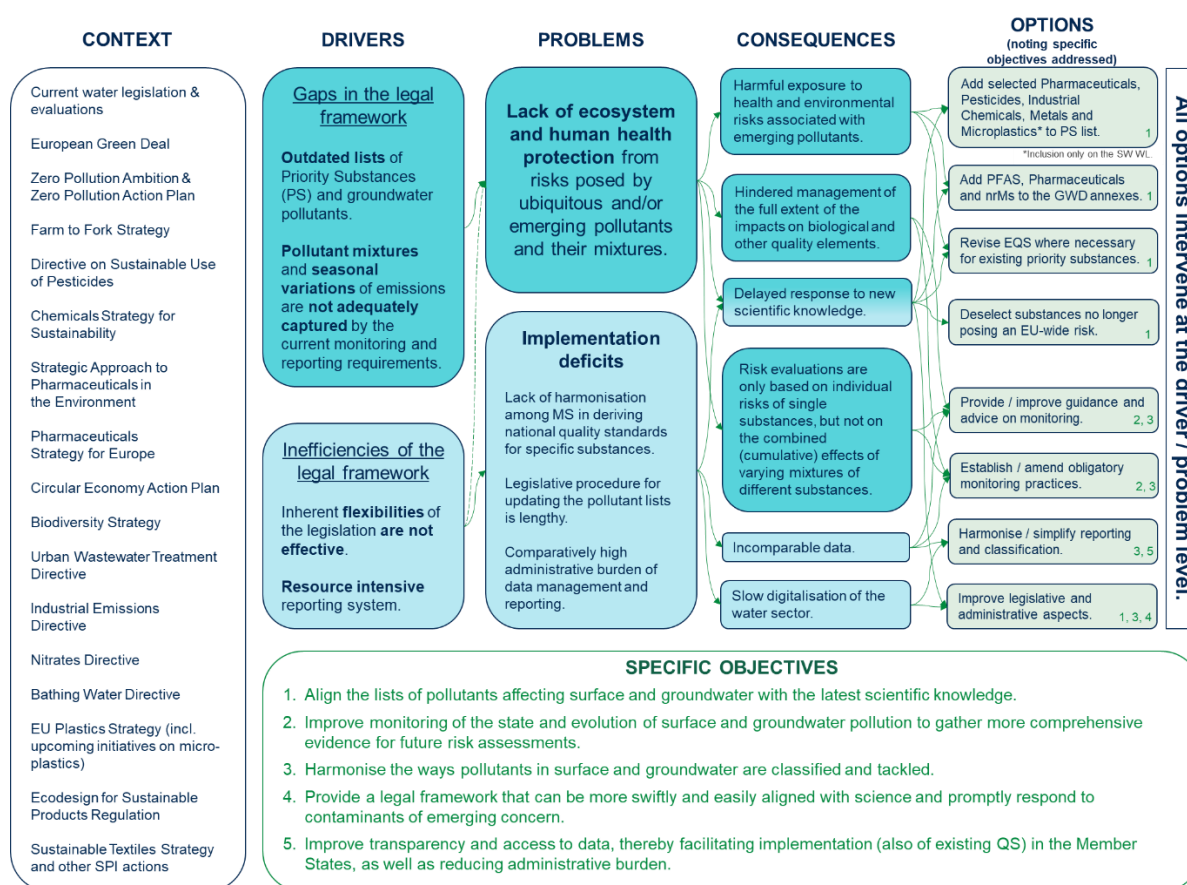 CONTEXT
Current water legislation &
evaluations
European Green Deal
Zero Pollution Ambition &
Zero Pollution Action Plan
Farm to Fork Strategy
Directive on Sustainable Use
of Pesticides
Chemicals Strategy for
Sustainability
Strategic Approach to
Pharmaceuticals in
the Environment
Pharmaceuticals
Strategy for Europe
Circular Economy Action Plan
Biodiversity Strategy
Urban Wastewater Treatment
Directive
Industrial Emissions
Directive
Nitrates Directive
Bathing Water Directive
EU Plastics Strategy (incl.
upcoming initiatives on micro-
plastics)
Ecodesign for Sustainable
Products Regulation
Sustainable Textiles Strategy
and other SPI actions
DRIVERS
Gaps in the legal
framework
Outdated lists of
Priority Substances
(PS) and groundwater
pollutants.
Pollutant mixtures
and seasonal
variations of emissions
are not adequately
captured by the
current monitoring and
reporting requirements.
Inefficiencies of the
legal framework
Inherent flexibilities of
the legislation are not
effective.
Resource intensive
reporting system.
PROBLEMS
Lack of ecosystem
and human health
protection from
risks posed by
ubiquitous and/or
emerging pollutants
and their mixtures.
Implementation
deficits
Lack of harmonisation
among MS in deriving
national quality standards
for specific substances.
Legislative procedure for
updating the pollutant lists
is lengthy.
Comparatively high
administrative burden of
data management and
reporting.
CONSEQUENCES
Harmful exposure to
health and environmental
risks associated with
emerging pollutants.
Hindered management of
the full extent of the
impacts on biological and
other quality elements.
Delayed response to new
scientific knowledge.
Risk evaluations are
only based on individual
risks of single
substances, but not on
the combined
(cumulative) effects of
varying mixtures of
different substances.
Incomparable data.
Slow digitalisation of the
water sector.
OPTIONS
(noting specific
objectives addressed)
Add selected Pharmaceuticals,
Pesticides, Industrial
Chemicals, Metals and
Microplastics* to PS list. 1
*Inclusion only on the SW WL.
Add PFAS, Pharmaceuticals
and nrMs to the GWD annexes. 1
Revise EQS where necessary
for existing priority substances. 1
Deselect substances no longer
posing an EU-wide risk. 1
Provide / improve guidance and
advice on monitoring. 2, 3
Establish / amend obligatory
monitoring practices. 2, 3
Harmonise / simplify reporting
and classification. 3, 5
Improve legislative and
administrative aspects. 1, 3, 4
All options intervene at the driver / problem level.
SPECIFIC OBJECTIVES
1. Align the lists of pollutants affecting surface and groundwater with the latest scientific knowledge.
2. Improve monitoring of the state and evolution of surface and groundwater pollution to gather more comprehensive
evidence for future risk assessments.
3. Harmonise the ways pollutants in surface and groundwater are classified and tackled.
4. Provide a legal framework that can be more swiftly and easily aligned with science and promptly respond to
contaminants of emerging concern.
5. Improve transparency and access to data, thereby facilitating implementation (also of existing QS) in the Member
States, as well as reducing administrative burden.